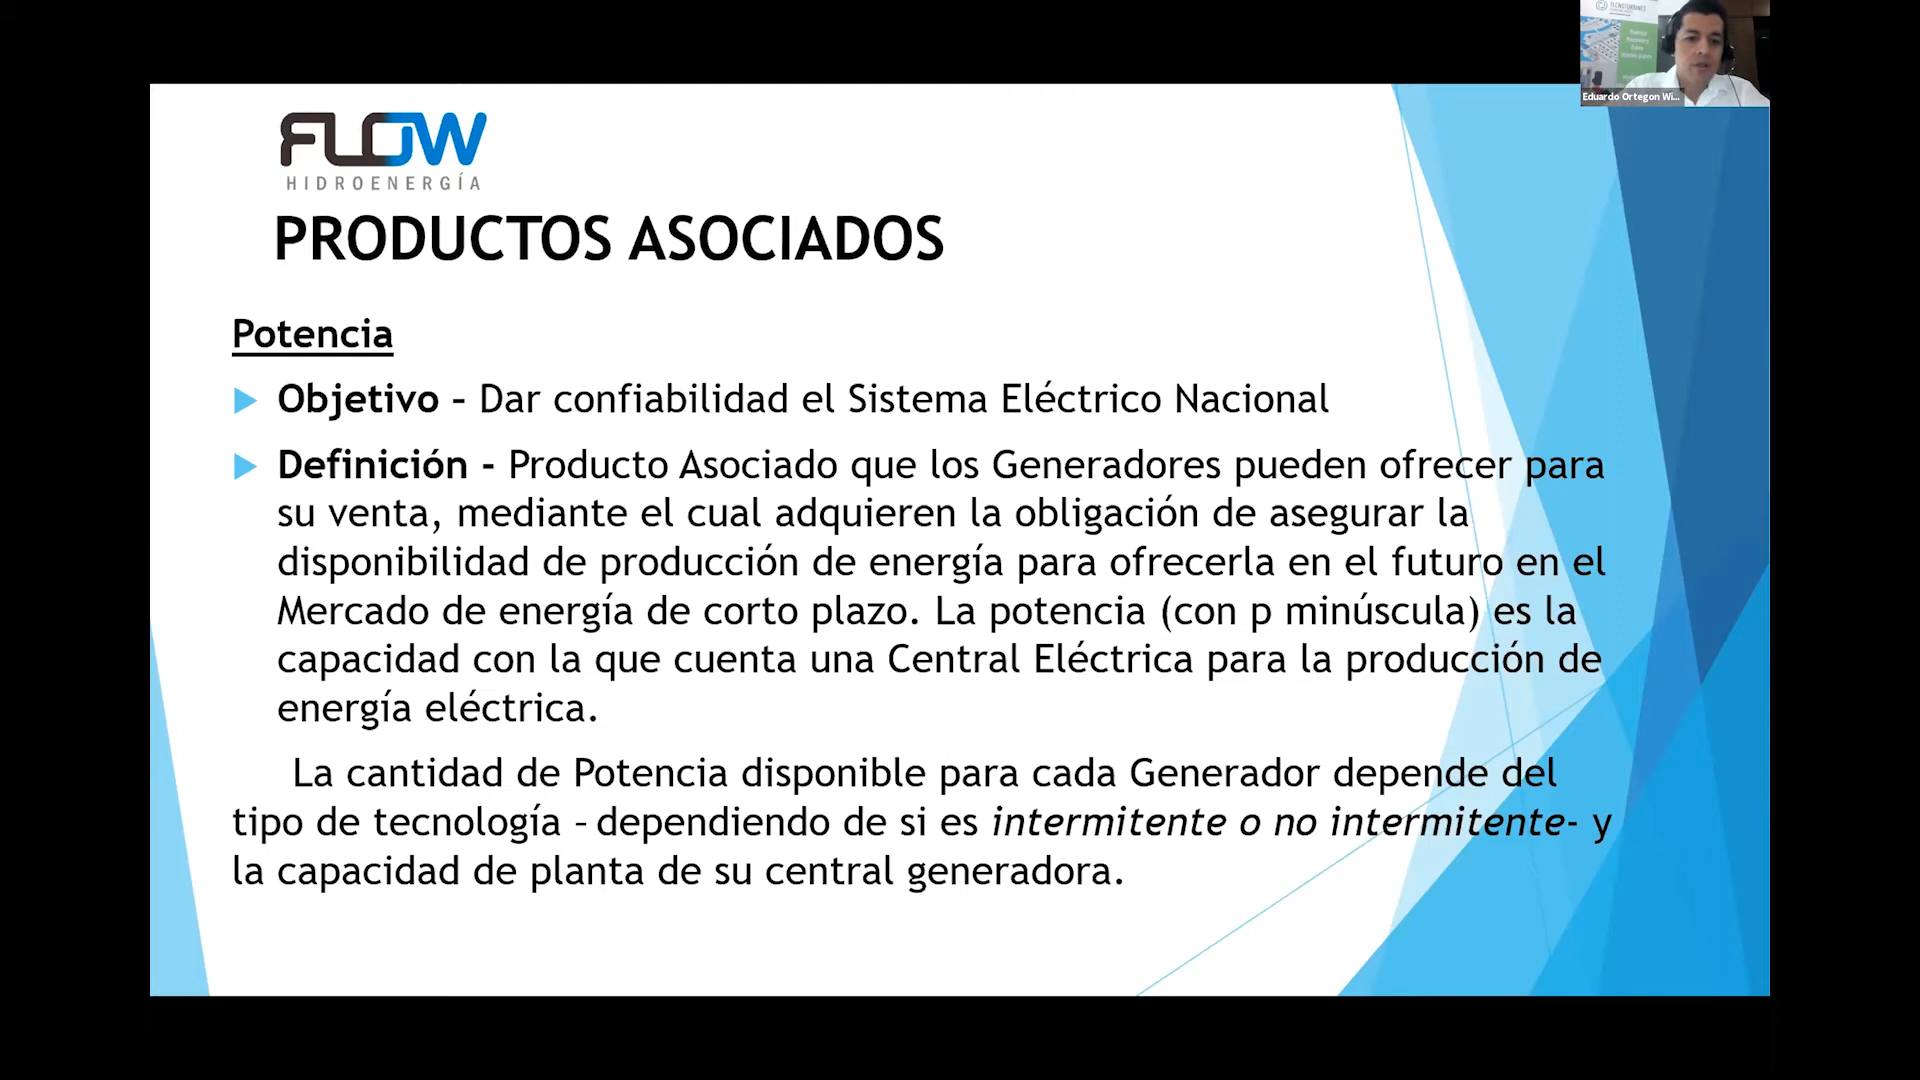 TECNOTURBINES
Eduardo Ortegon Wi...
FLOW
HIDROENERGÍA
PRODUCTOS ASOCIADOS
Potencia
Objetivo – Dar confiabilidad el Sistema Eléctrico Nacional
Definición - Producto Asociado que los Generadores pueden ofrecer para
su venta, mediante el cual adquieren la obligación de asegurar la
disponibilidad de producción de energía para ofrecerla en el futuro en el
Mercado de energía de corto plazo. La potencia (con p minúscula) es la
capacidad con la que cuenta una Central Eléctrica para la producción de
energía eléctrica.
La cantidad de Potencia disponible para cada Generador depende del
tipo de tecnología – dependiendo de si es intermitente o no intermitente- y
la capacidad de planta de su central generadora.